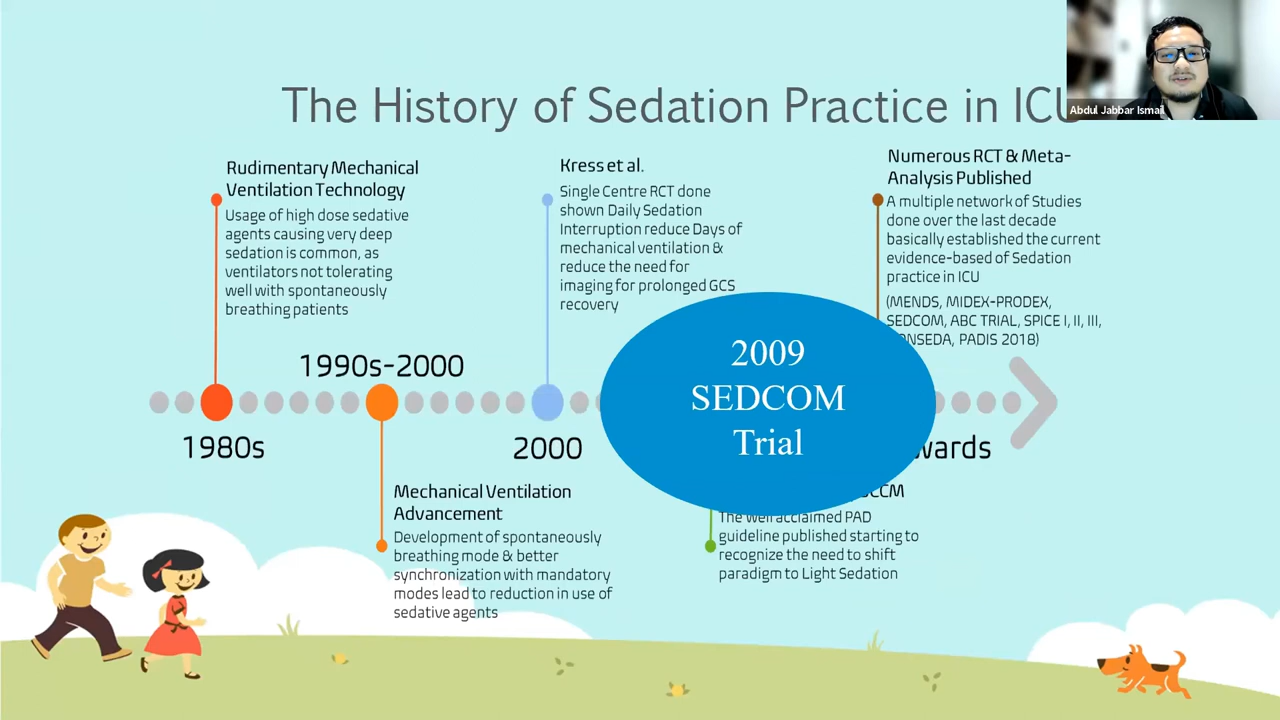 The History of Sedation Practice in ICU
Abdul Jabbar Ismail
Rudimentary Mechanical
Ventilation Technology
Usage of high dose sedative
agents causing very deep
sedation is common, as
ventilators not tolerating
well with spontaneously
breathing patients
Kress et al.
Single Centre RCT done
shown Daily Sedation
Interruption reduce Days of
mechanical ventilation &
reduce the need for
imaging for prolonged GCS
recovery
Numerous RCT & Meta-
Analysis Published
A multiple network of Studies
done over the last decade
basically established the current
evidence-based of Sedation
practice in ICU
(MENDS, MIDEX-PRODEX,
SEDCOM, ABC TRIAL, SPICE I, II, III,
PADIS 2018)
1990s-2000
2009
SEDCOM
Trial
1980s
2000
wards
Mechanical Ventilation
Advancement
Development of spontaneously
breathing mode & better
synchronization with mandatory
modes lead to reduction in use of
sedative agents
The well acclaimed PAD
guideline published starting to
recognize the need to shift
paradigm to Light Sedation